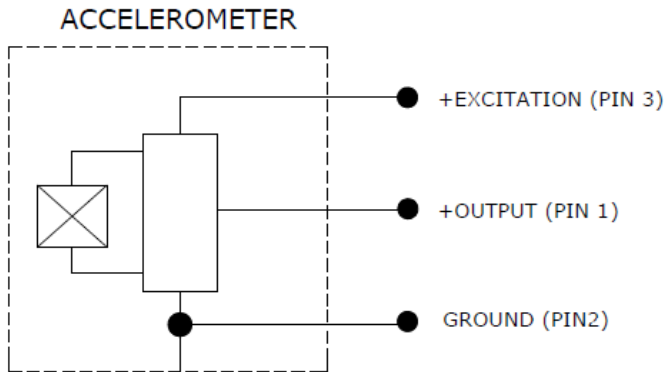 ACCELEROMETER
+EXCITATION (PIN 3)
+OUTPUT (PIN 1)
GROUND (PIN2)